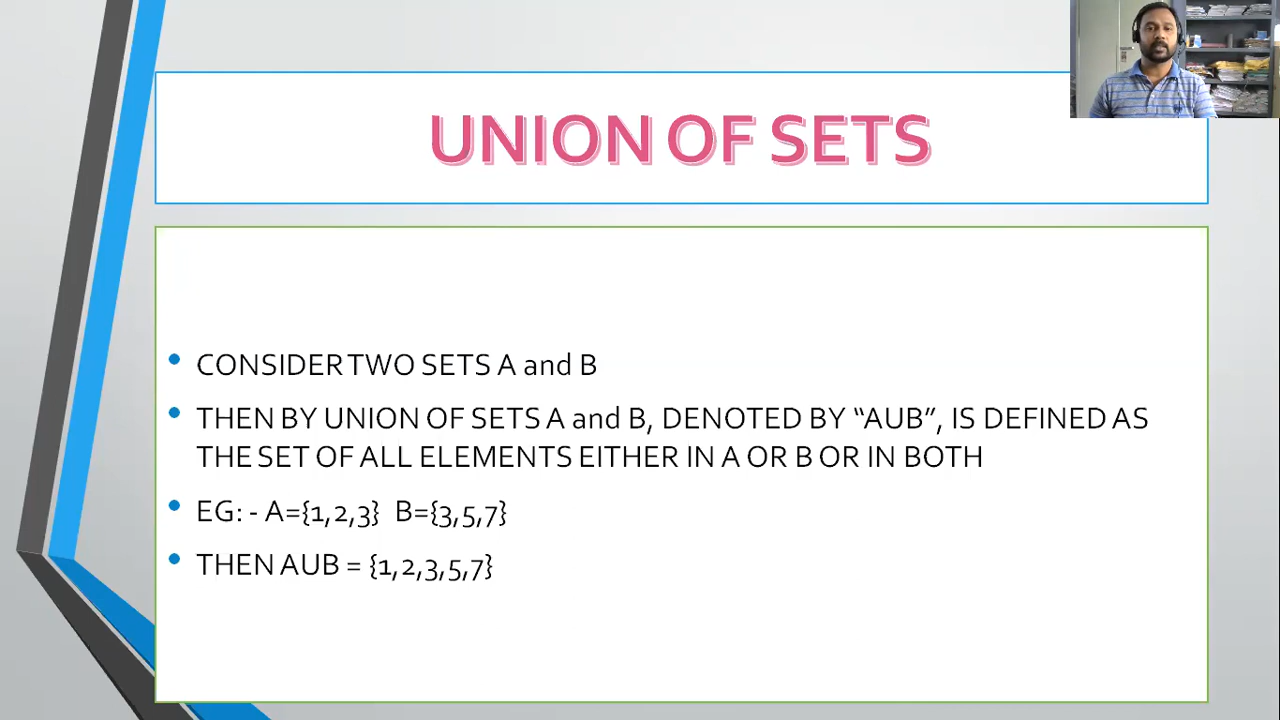 UNION OF SETS
CONSIDER TWO SETS A and B
THEN BY UNION OF SETS A and B, DENOTED BY “AUB”, IS DEFINED AS
THE SET OF ALL ELEMENTS EITHER IN A OR B OR IN BOTH
EG: - A={1,2,3} B={3,5,7}
THEN AUB = {1,2,3,5,7}